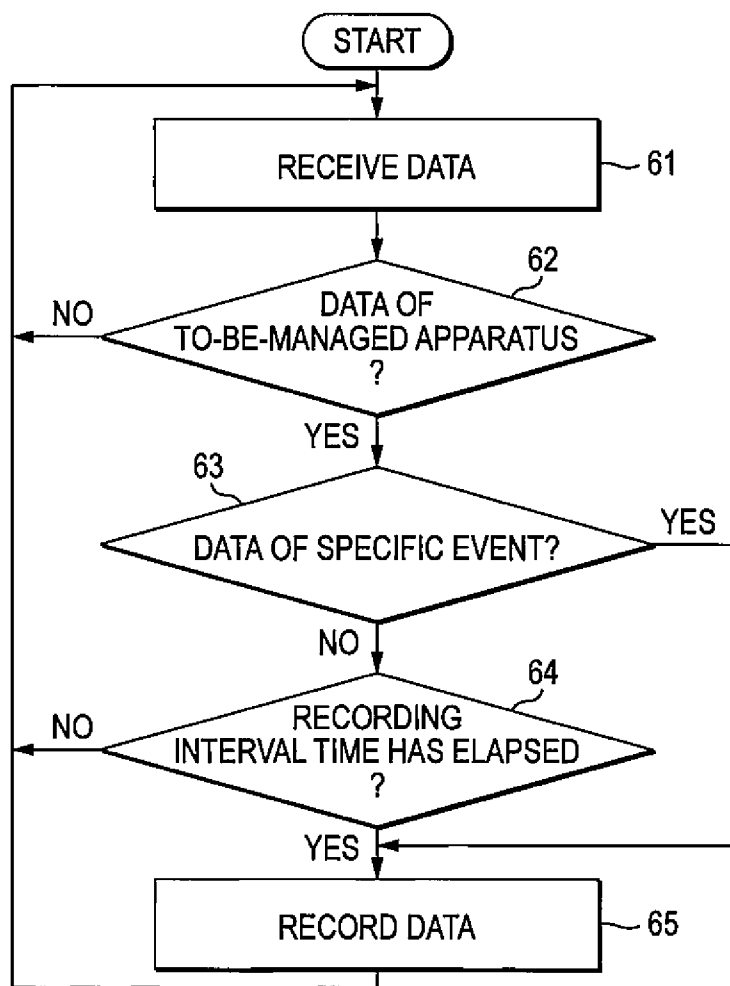 START
RECEIVE DATA
61
62
DATA OF
TO-BE-MANAGED APPARATUS
?
NO
YES
63
DATA OF SPECIFIC EVENT?
YES
NO
64
RECORDING
INTERVAL TIME HAS ELAPSED
?
NO
YES
RECORD DATA
65